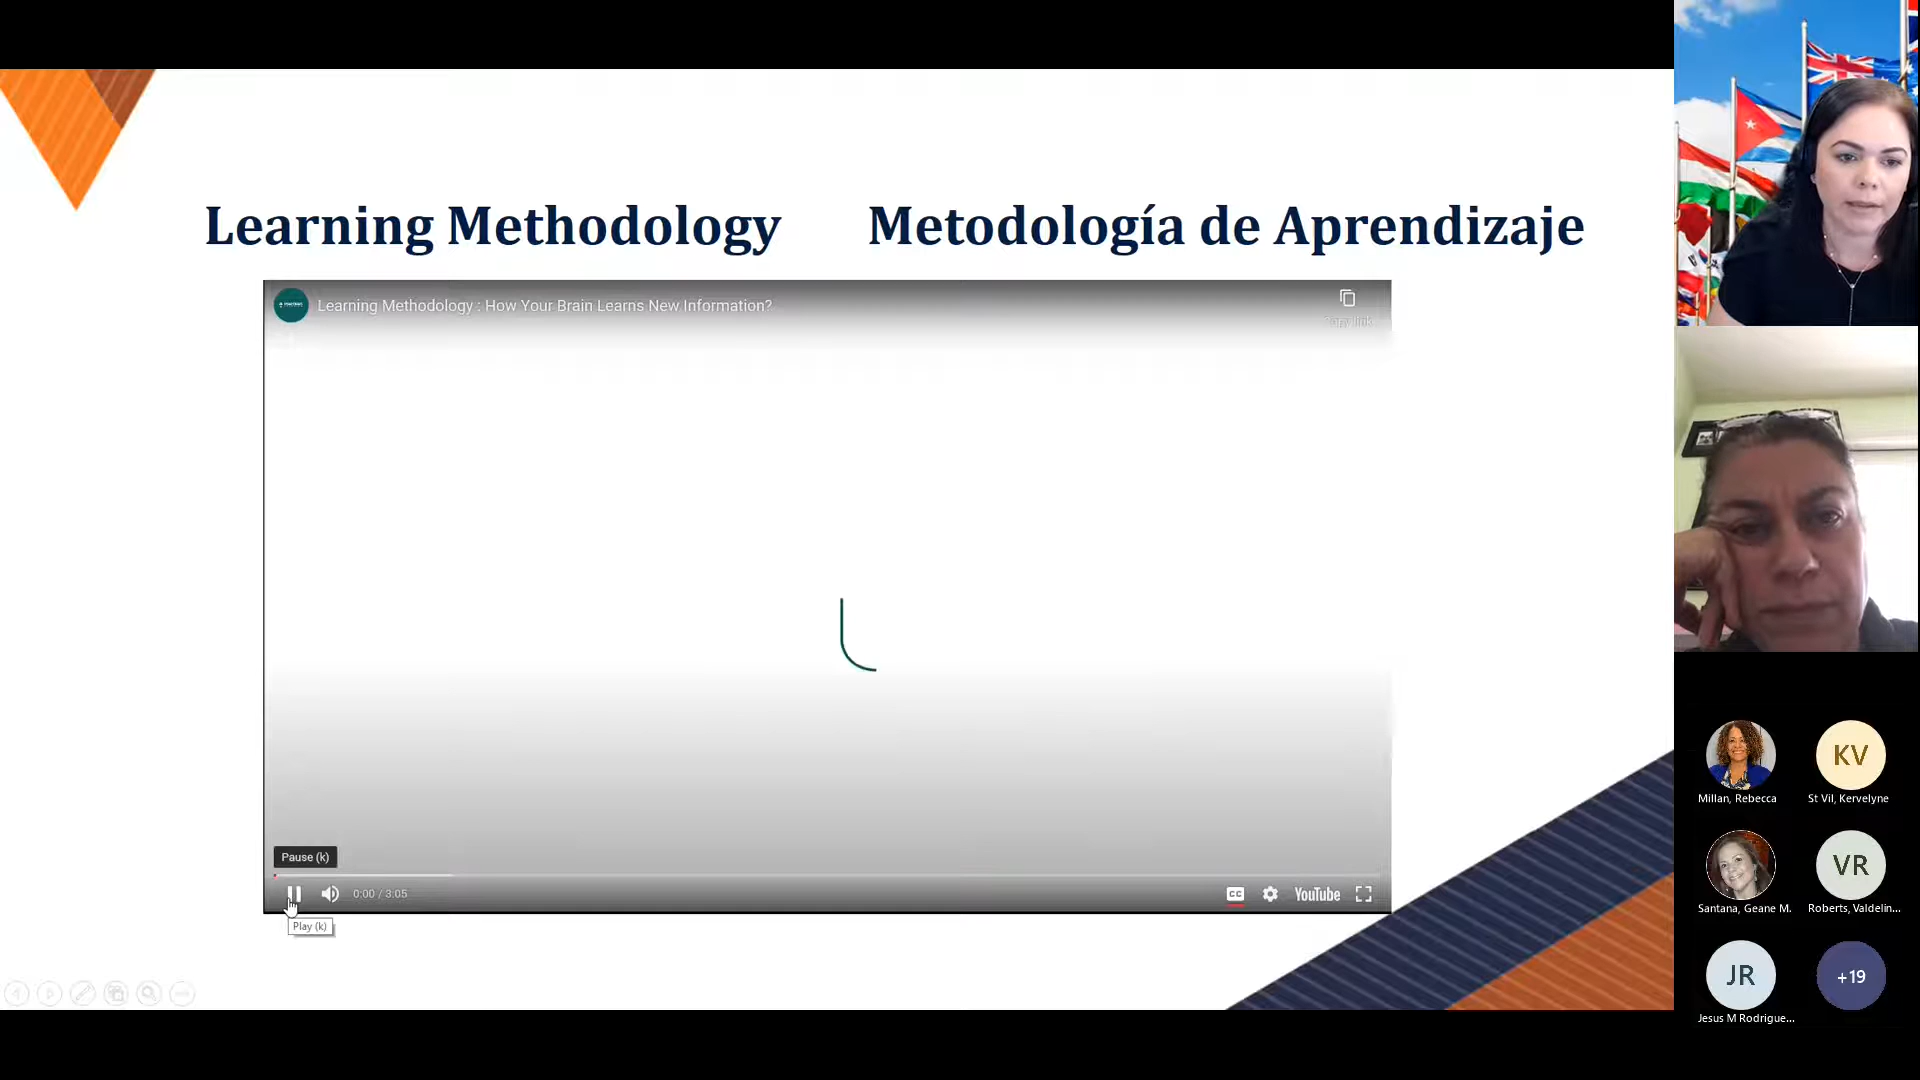 Learning Methodology Metodología de Aprendizaje
Learning Methodology : How Your Brain Learns New Information?
Pause (k)
0:00 / 3:05
CC
YouTube
Play (k)
Millan, Rebecca
KV
St Vil, Kervelyne
Santana, Geane M.
VR
Roberts, Valdelin...
JR
Jesus M Rodrigue...
+19